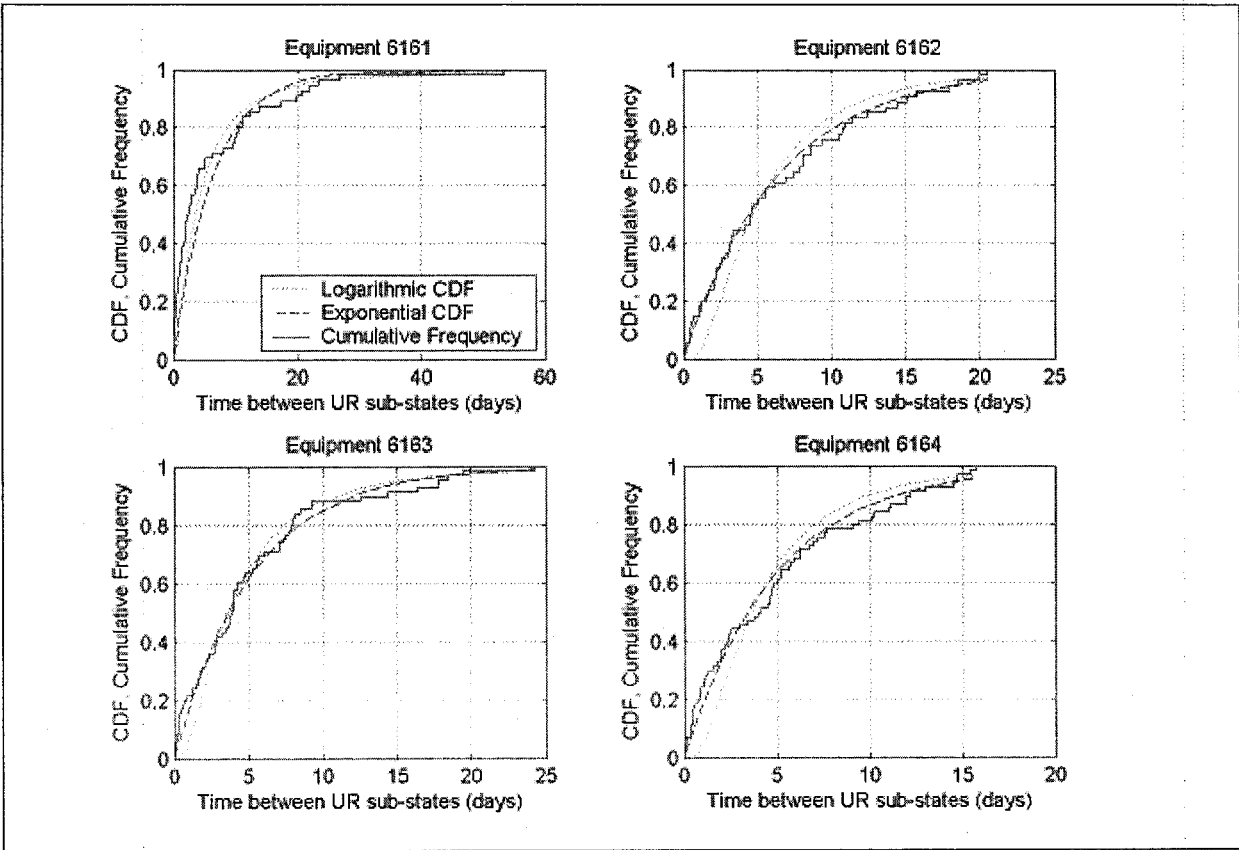 Equipment 6161
CDF, Cumulative Frequency
1
0.8
0.6
0.4
0.2
0
Logarithmic CDF
Exponential CDF
Cumulative Frequency
0 20 40 60
Time between UR sub-states (days)
Equipment 6162
CDF, Cumulative Frequency
1
0.8
0.6
0.4
0.2
0
0 5 10 15 20 25
Time between UR sub-states (days)
Equipment 6163
CDF, Cumulative Frequency
1
0.8
0.6
0.4
0.2
0
0 5 10 15 20 25
Time between UR sub-states (days)
Equipment 6164
CDF, Cumulative Frequency
1
0.8
0.6
0.4
0.2
0
0 5 10 15 20
Time between UR sub-states (days)